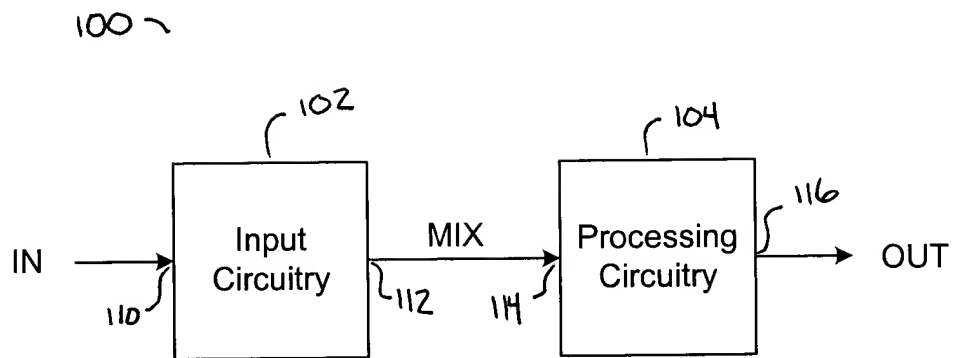 100
102
104
116
IN
Input
Circuitry
MIX
Processing
Circuitry
OUT
110
112
114